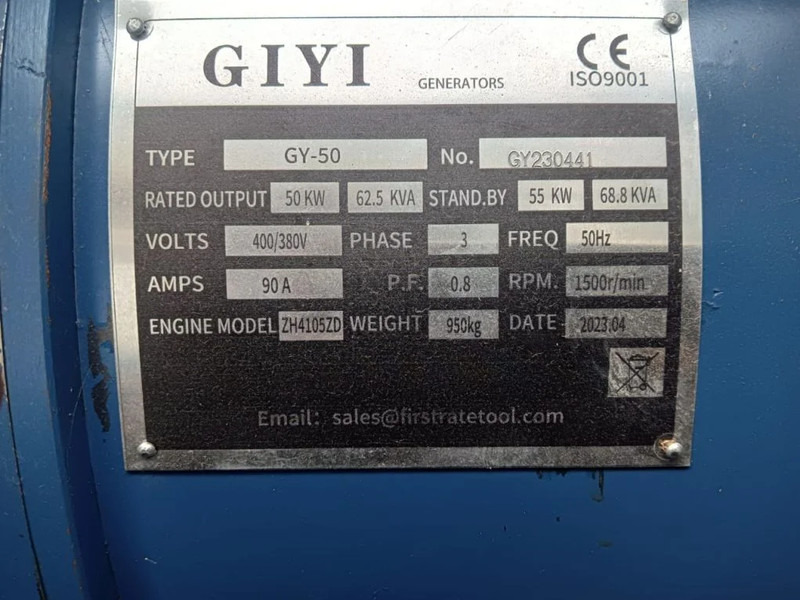 GIYI GENERATORS CE
ISO9001
TYPE GY-50 No. GY230441
RATED OUTPUT 50 KW 62.5 KVA STAND.BY 55 KW 68.8 KVA
VOLTS 400/380V PHASE 3 FREQ 50Hz
AMPS 90 A P.F. 0.8 RPM. 1500r/min
ENGINE MODEL ZH4105ZD WEIGHT 950kg DATE 2023.04
Email: sales@firstratetool.com